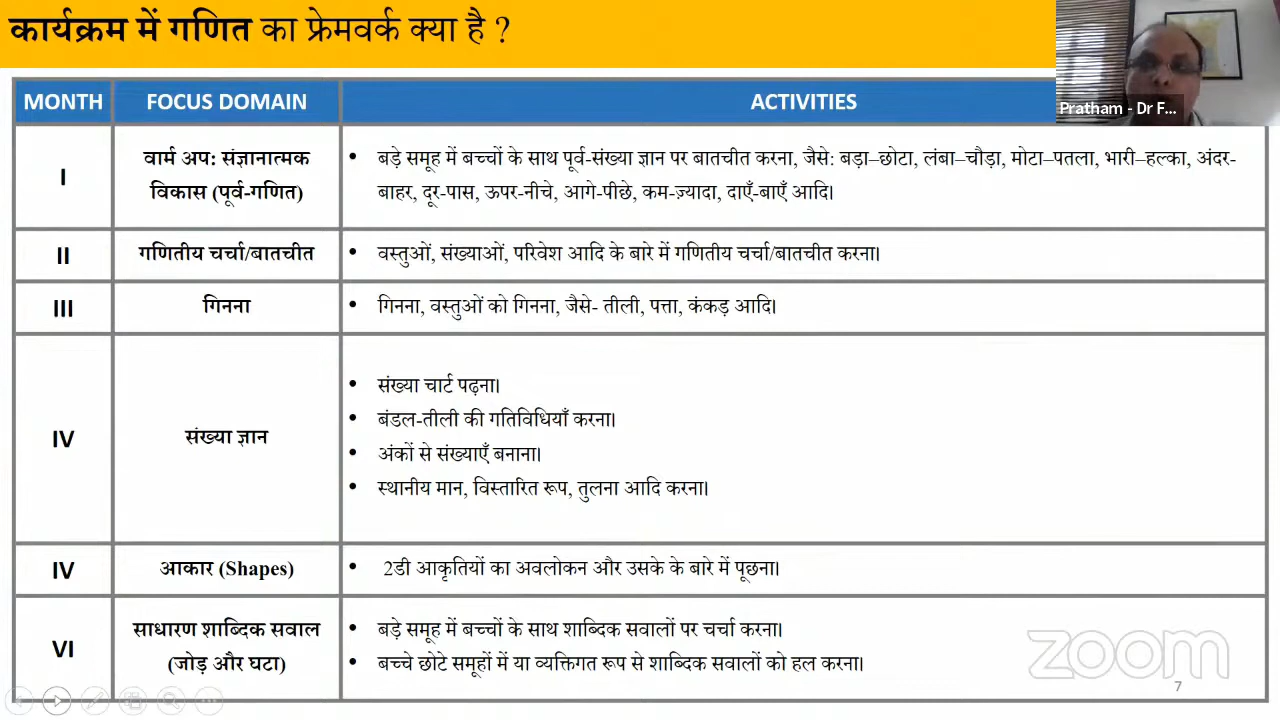 कार्यक्रम में गणित का फ्रेमवर्क क्या है ?
Pratham - Dr F...
MONTH FOCUS DOMAIN ACTIVITIES
I
वार्म अप: संज्ञानात्मक
विकास (पूर्व-गणित)
• बड़े समूह में बच्चों के साथ पूर्व-संख्या ज्ञान पर बातचीत करना, जैसे: बड़ा–छोटा, लंबा–चौड़ा, मोटा–पतला, भारी–हल्का, अंदर-
बाहर, दूर-पास, ऊपर-नीचे, आगे-पीछे, कम-ज़्यादा, दाएँ-बाएँ आदि।
II
गणितीय चर्चा/बातचीत
• वस्तुओं, संख्याओं, परिवेश आदि के बारे में गणितीय चर्चा/बातचीत करना।
III
गिनना
• गिनना, वस्तुओं को गिनना, जैसे- तीली, पत्ता, कंकड़ आदि।
IV
संख्या ज्ञान
• संख्या चार्ट पढ़ना।
• बंडल-तीली की गतिविधियाँ करना।
• अंकों से संख्याएँ बनाना।
• स्थानीय मान, विस्तारित रूप, तुलना आदि करना।
IV
आकार (Shapes)
• 2डी आकृतियों का अवलोकन और उसके के बारे में पूछना।
VI
साधारण शाब्दिक सवाल
(जोड़ और घटा)
• बड़े समूह में बच्चों के साथ शाब्दिक सवालों पर चर्चा करना।
• बच्चे छोटे समूहों में या व्यक्तिगत रूप से शाब्दिक सवालों को हल करना।
zoom
7